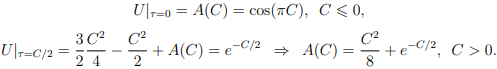 U|_{τ=0} = A(C) = cos(πC), C ⩽ 0,
U|_{τ=C/2} = \frac{3}{2} \frac{C^2}{4} − \frac{C^2}{2} + A(C) = e^{−C/2} ⇒ A(C) = \frac{C^2}{8} + e^{−C/2}, C > 0.